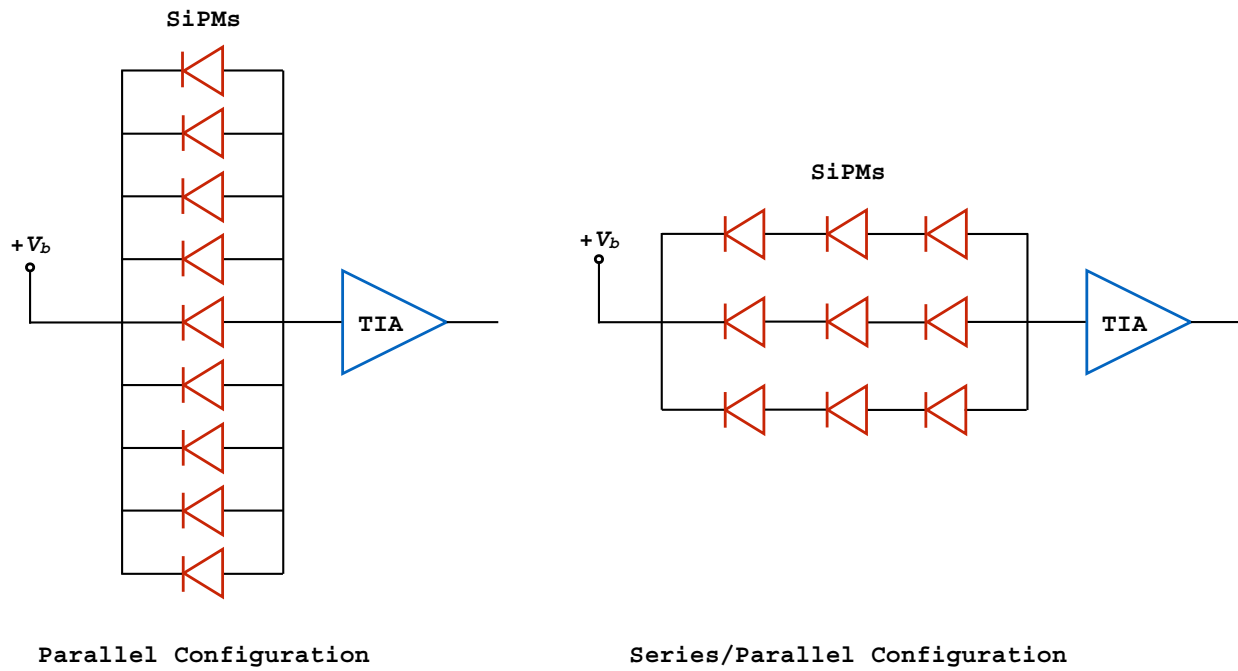 SiPMs
+Vb
TIA
Parallel Configuration
SiPMs
+Vb
TIA
Series/Parallel Configuration